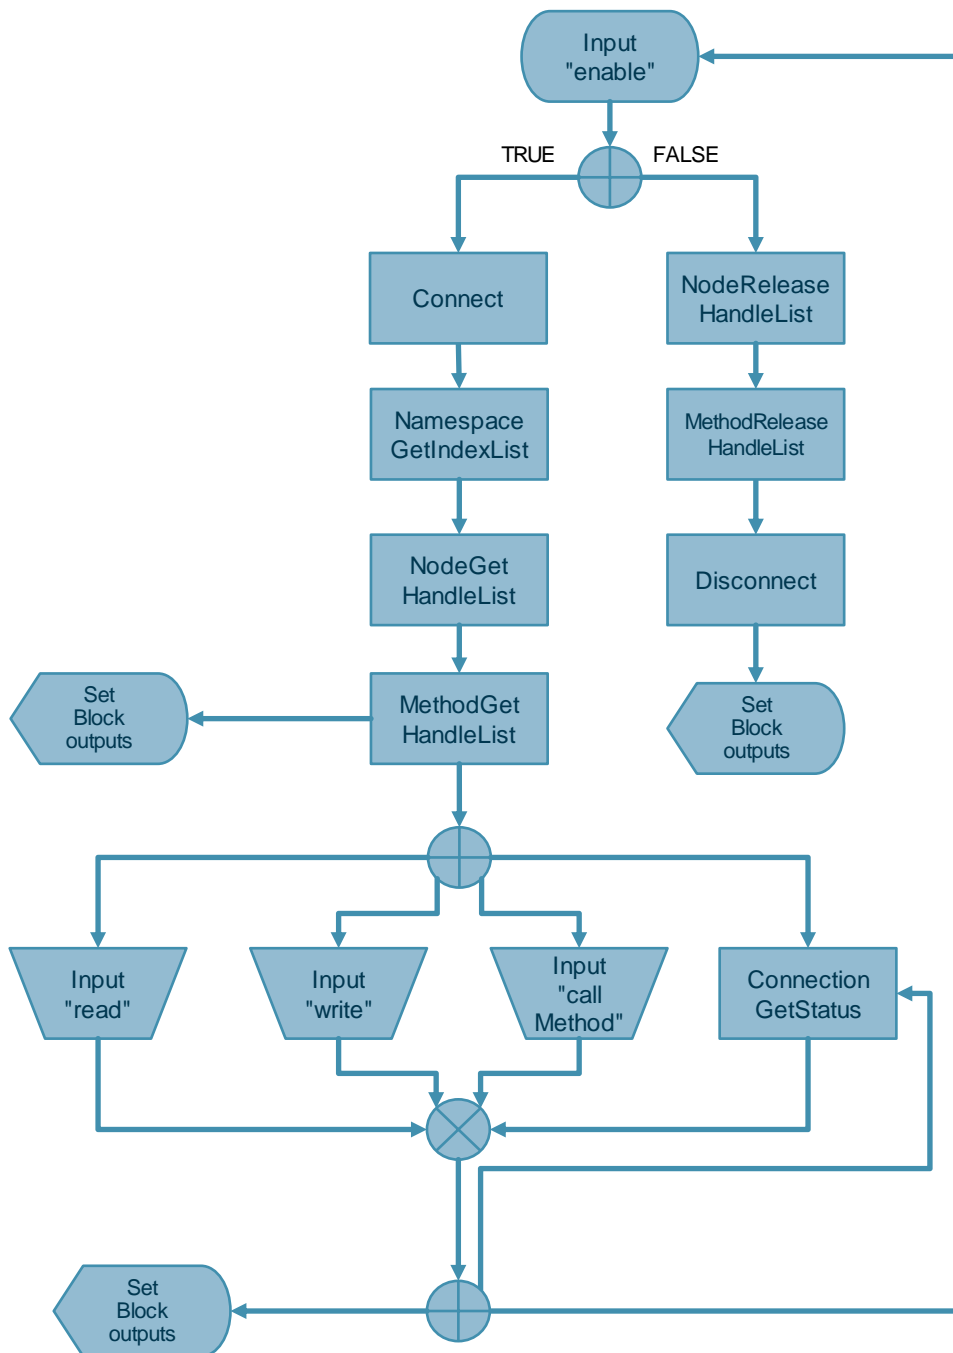 Input
"enable"
TRUE
FALSE
Connect
NodeRelease
HandleList
Namespace
GetIndexList
MethodRelease
HandleList
NodeGet
HandleList
Disconnect
Set
Block
outputs
MethodGet
HandleList
Set
Block
outputs
Input
"read"
Input
"write"
Input
"call
Method"
Connection
GetStatus
Set
Block
outputs